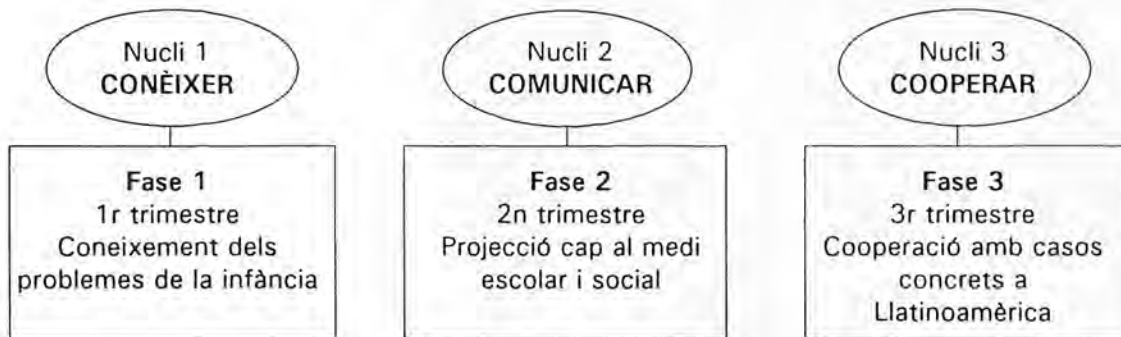 Nucli 1
CONÈIXER
Fase 1
1r trimestre
Coneixement dels
problemes de la infància
Nucli 2
COMUNICAR
Fase 2
2n trimestre
Projecció cap al medi
escolar i social
Nucli 3
COOPERAR
Fase 3
3r trimestre
Cooperació amb casos
concrets a
Llatinoamèrica